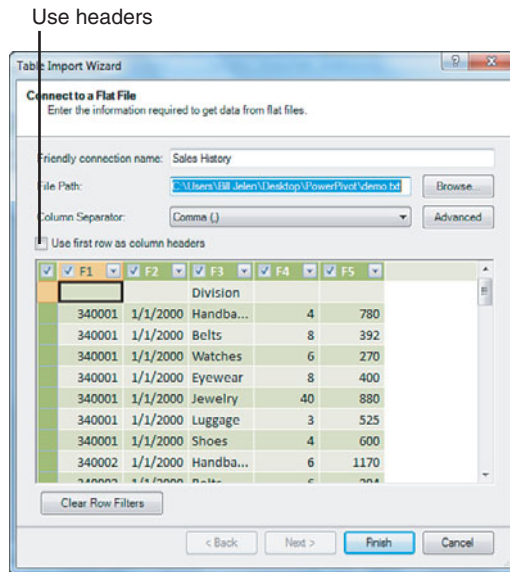 Use headers
Table Import Wizard
Connect to a Flat File
Enter the information required to get data from flat files.
Friendly connection name: Sales History
File Path: C:\Users\Bill Jelen\Desktop\PowerPivot\demo.txt Browse...
Column Separator: Comma (,) Advanced
Use first row as column headers
F1 F2 F3 F4 F5
Division
340001 1/1/2000 Handba... 4 780
340001 1/1/2000 Belts 8 392
340001 1/1/2000 Watches 6 270
340001 1/1/2000 Eyewear 8 400
340001 1/1/2000 Jewelry 40 880
340001 1/1/2000 Luggage 3 525
340001 1/1/2000 Shoes 4 600
340002 1/1/2000 Handba... 6 1170
Clear Row Filters
< Back Next > Finish Cancel